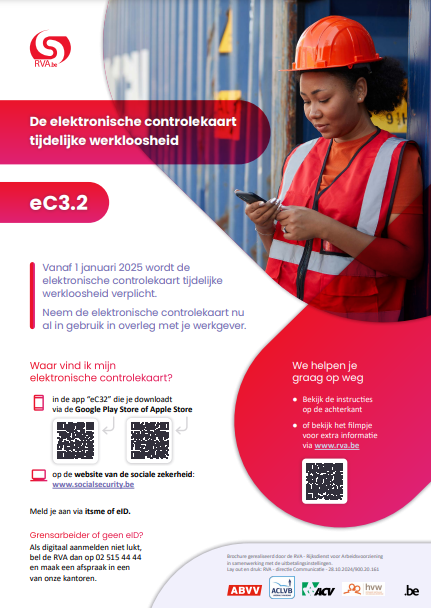 RVA.be
De elektronische controlekaart
tijdelijke werkloosheid
eC3.2
Vanaf 1 januari 2025 wordt de
elektronische controlekaart tijdelijke
werkloosheid verplicht.
Neem de elektronische controlekaart nu
al in gebruik in overleg met je werkgever.
Waar vind ik mijn
elektronische controlekaart?
in de app “eC32” die je downloadt
via de Google Play Store of Apple Store
op de website van de sociale zekerheid:
www.socialsecurity.be
Meld je aan via itsme of eID.
Grensarbeider of geen eID?
Als digitaal aanmelden niet lukt,
bel de RVA dan op 02 515 44 44
en maak een afspraak in een
van onze kantoren.
We helpen je
graag op weg
Bekijk de instructies
op de achterkant
of bekijk het filmpje
voor extra informatie
via www.rva.be
Brochure gerealiseerd door de RVA - Rijksdienst voor Arbeidsvoorziening
in samenwerking met de uitbetalingsinstellingen.
Lay out en druk: RVA - directie Communicatie - 28.10.2024/900.20.161
ABVV
ACLVB
ACV
hvw
.be